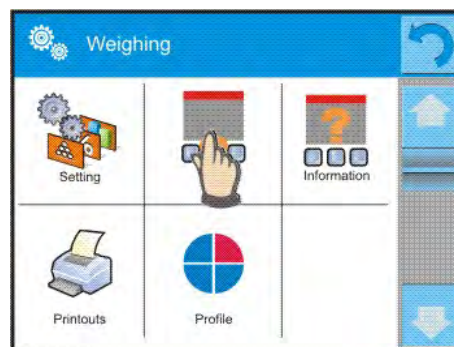 Weighing
Setting
Information
Printouts
Profile